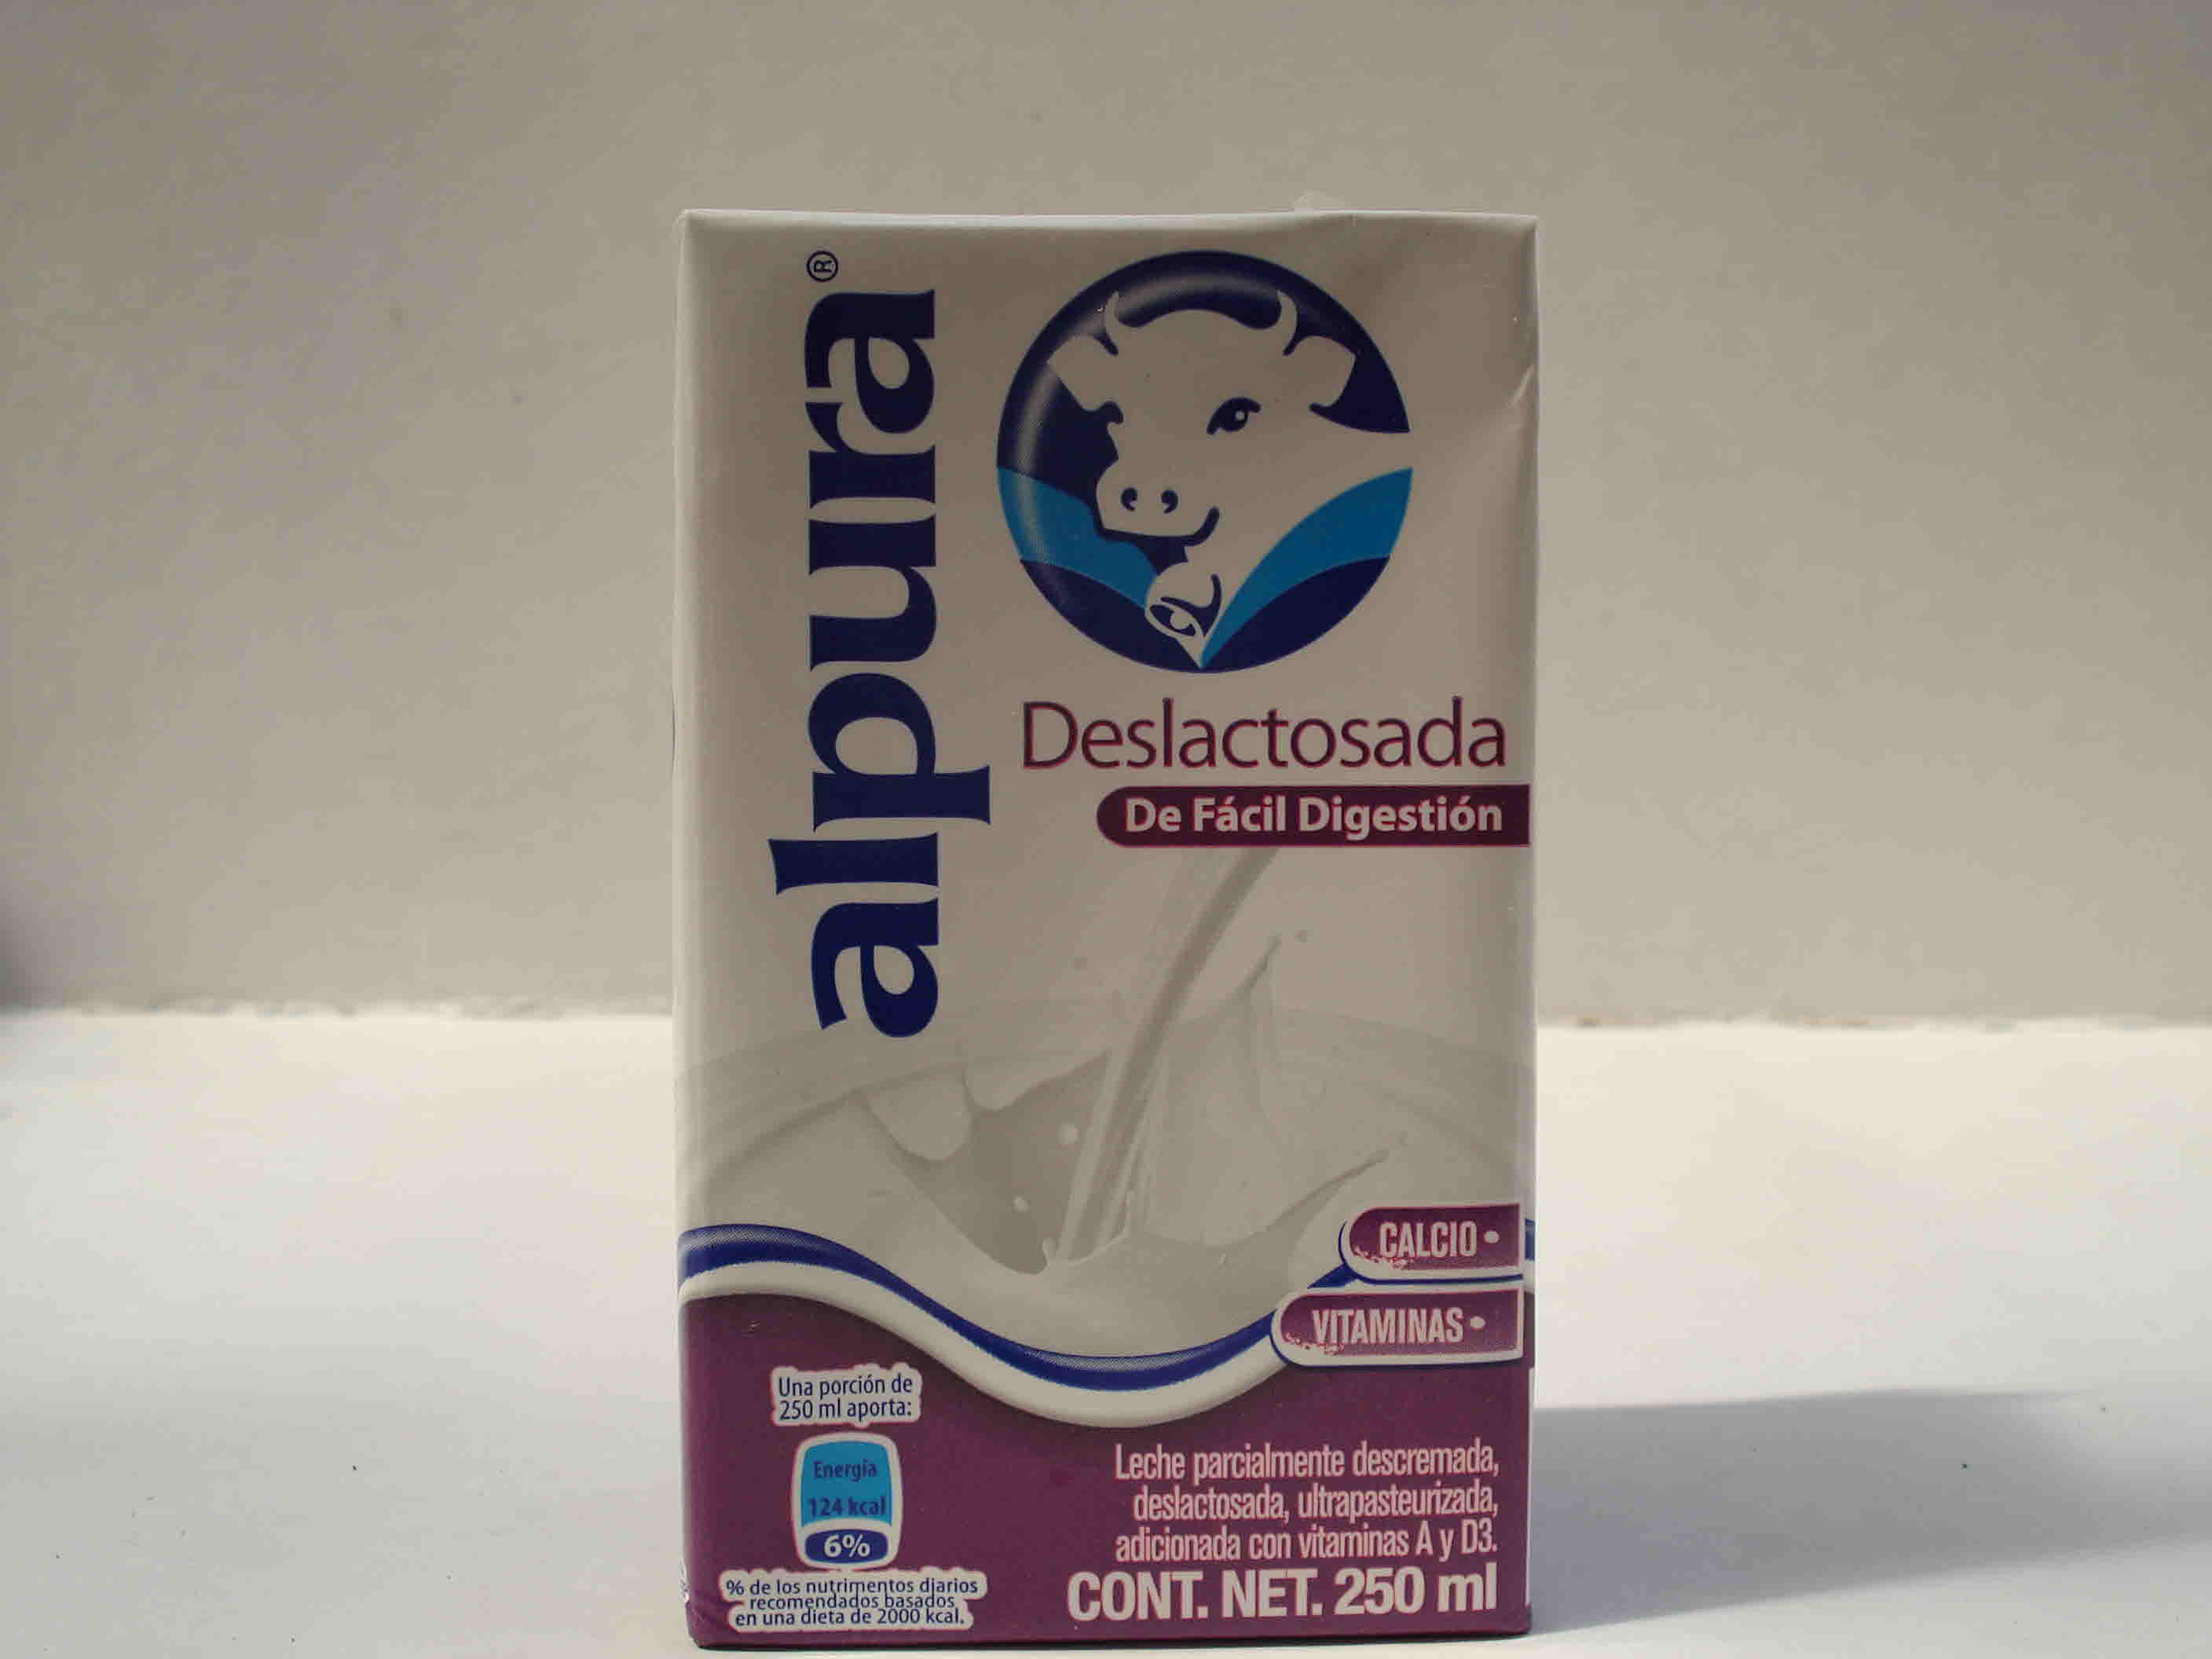 alpura®
Deslactosada
De Fácil Digestión
CALCIO •
VITAMINAS •
Una porción de
250 ml aporta:
Energía
124 kcal
6%
% de los nutrimentos diarios
recomendados basados
en una dieta de 2000 kcal.
Leche parcialmente descremada,
deslactosada, ultrapasteurizada,
adicionada con vitaminas A y D3.
CONT. NET. 250 ml